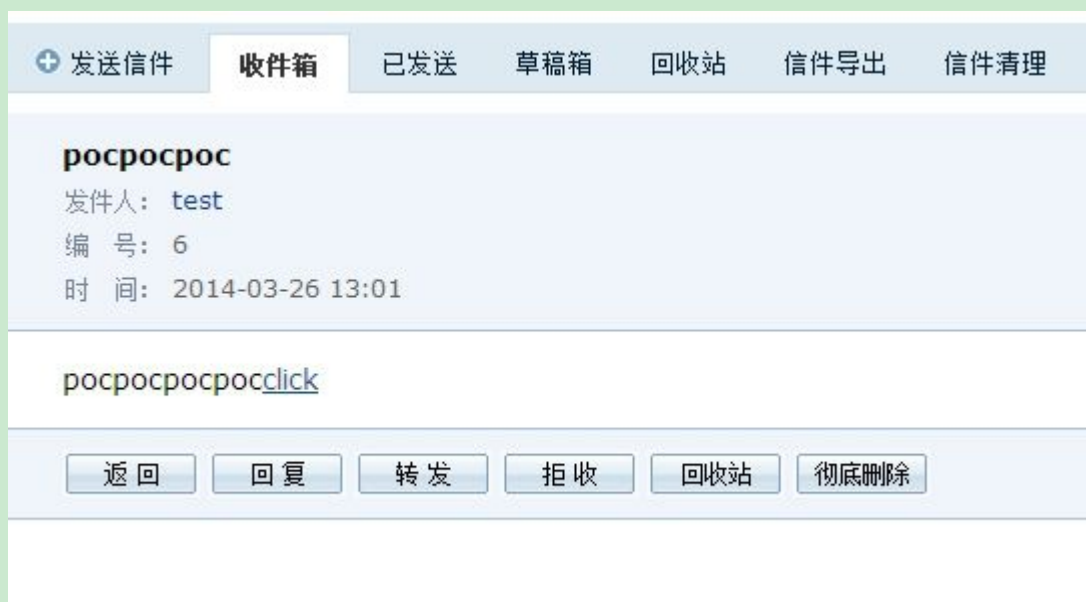 发送信件 收件箱 已发送 草稿箱 回收站 信件导出 信件清理
pocpocpoc
发件人： test
编 号： 6
时 间： 2014-03-26 13:01
pocpocpocpocclick
返 回 回 复 转 发 拒 收 回收站 彻底删除